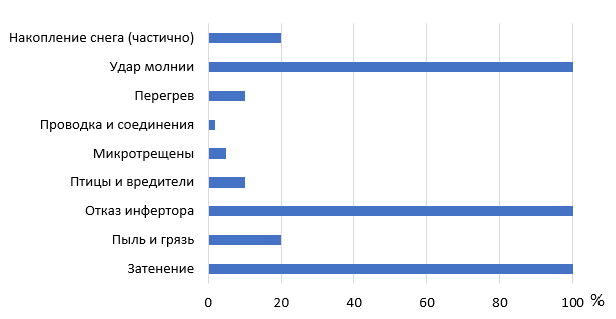 Накопление снега (частично)
Удар молнии
Перегрев
Проводка и соединения
Микротрещены
Птицы и вредители
Отказ инфертора
Пыль и грязь
Затенение
0 20 40 60 80 100 %